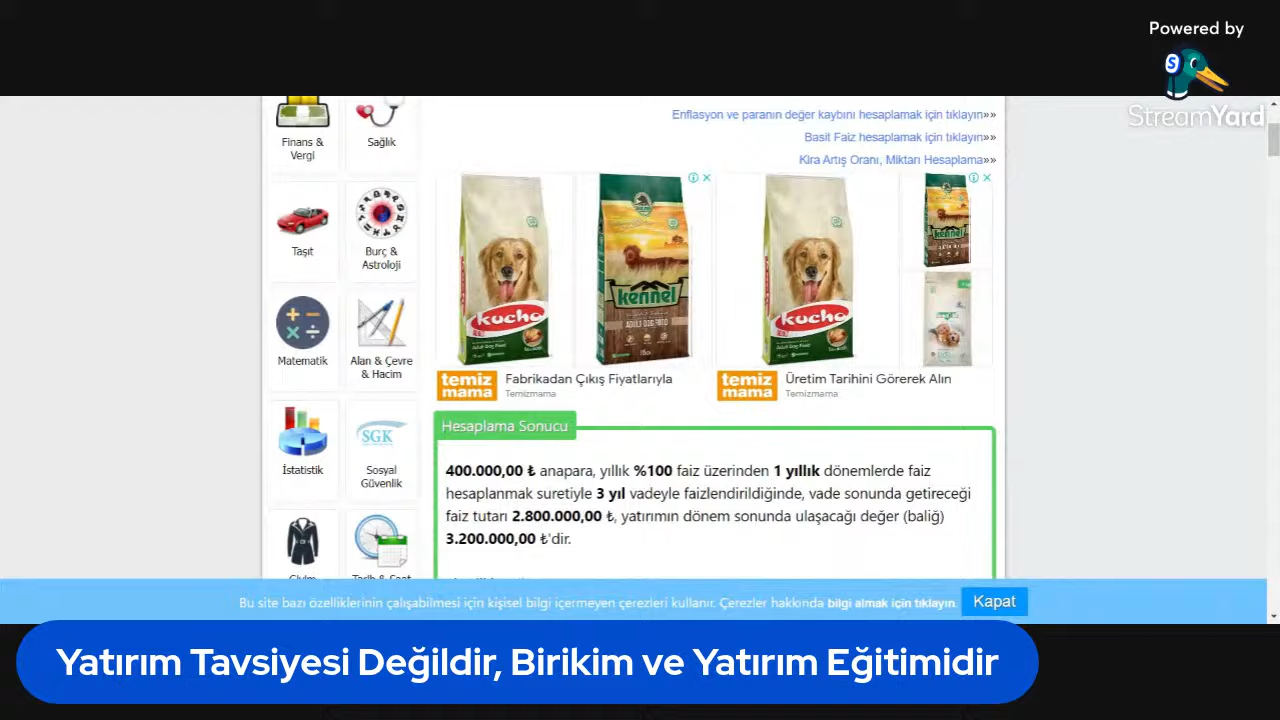 Powered by
StreamYard
Finans &
Vergi
Sağlık
Taşıt
Burç &
Astroloji
Matematik
Alan & Çevre
& Hacim
İstatistik
SGK
Sosyal
Güvenlik
Enflasyon ve paranın değer kaybını hesaplamak için tıklayın»»
Basit Faiz hesaplamak için tıklayın»»
Kira Artış Oranı, Miktarı Hesaplama»»
kucho
kennel
ADULT DOG FOOD
kucho
kennel
temiz
mama
Fabrikadan Çıkış Fiyatlarıyla
Temizmama
temiz
mama
Üretim Tarihini Görerek Alın
Temizmama
Hesaplama Sonucu
400.000,00 ₺ anapara, yıllık %100 faiz üzerinden 1 yıllık dönemlerde faiz
hesaplanmak suretiyle 3 yıl vadeyle faizlendirildiğinde, vade sonunda getireceği
faiz tutarı 2.800.000,00 ₺, yatırımın dönem sonunda ulaşacağı değer (baliğ)
3.200.000,00 ₺'dir.
Bu site bazı özelliklerinin çalışabilmesi için kişisel bilgi içermeyen çerezleri kullanır. Çerezler hakkında bilgi almak için tıklayın.
Kapat
Yatırım Tavsiyesi Değildir, Birikim ve Yatırım Eğitimidir